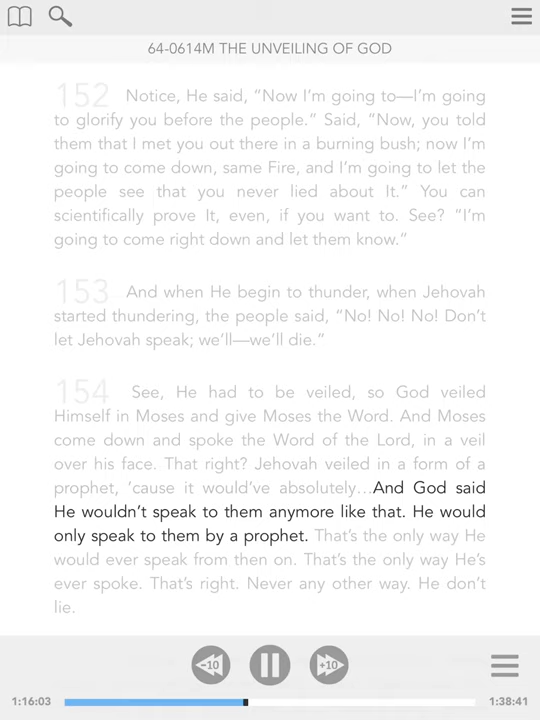 64-0614M THE UNVEILING OF GOD
152 Notice, He said, “Now I’m going to—I’m going
to glorify you before the people.” Said, “Now, you told
them that I met you out there in a burning bush; now I’m
going to come down, same Fire, and I’m going to let the
people see that you never lied about It.” You can
scientifically prove It, even, if you want to. See? “I’m
going to come right down and let them know.”
153 And when He begin to thunder, when Jehovah
started thundering, the people said, “No! No! No! Don’t
let Jehovah speak; we’ll—we’ll die.”
154 See, He had to be veiled, so God veiled
Himself in Moses and give Moses the Word. And Moses
come down and spoke the Word of the Lord, in a veil
over his face. That right? Jehovah veiled in a form of a
prophet, ’cause it would’ve absolutely…And God said
He wouldn’t speak to them anymore like that. He would
only speak to them by a prophet. That’s the only way He
would ever speak from then on. That’s the only way He’s
ever spoke. That’s right. Never any other way. He don’t
lie.
-10 +10
1:16:03 1:38:41